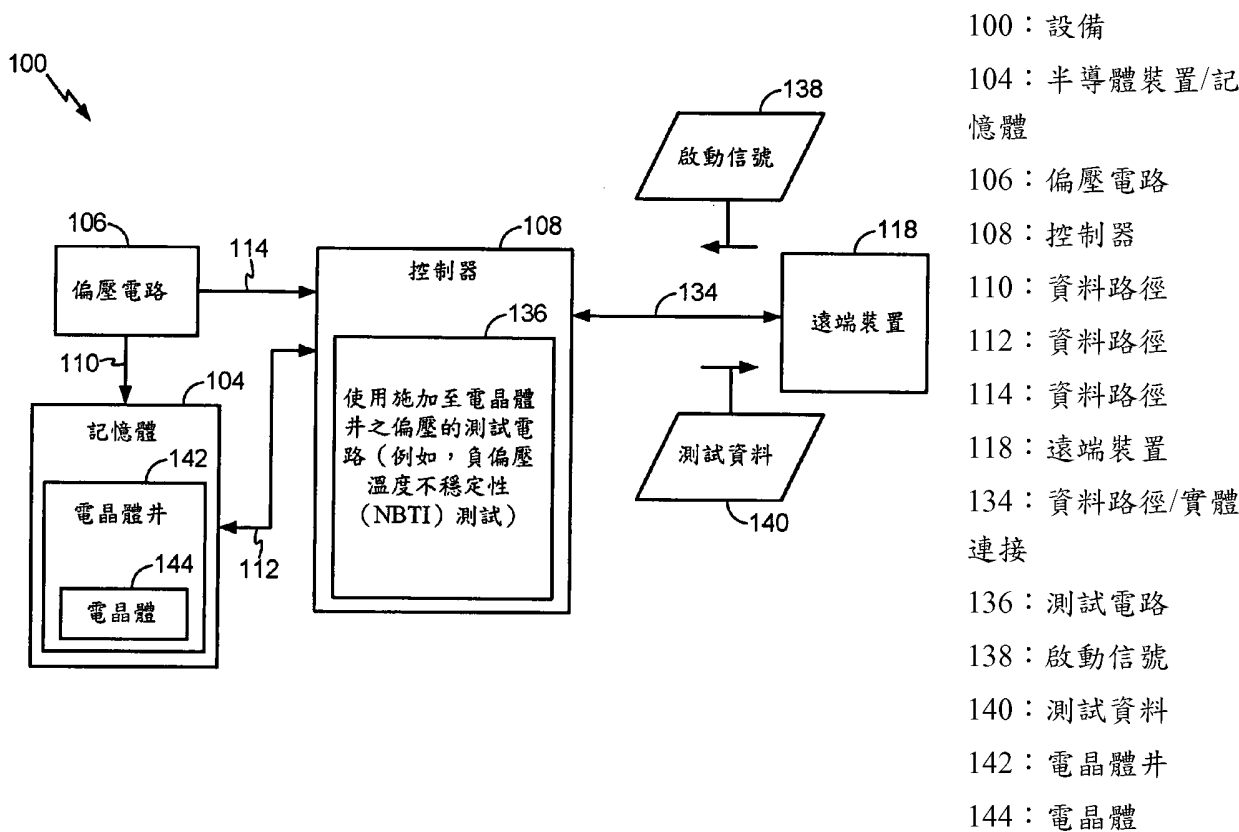 100
138
啟動信號
106
偏壓電路
114
110
104
記憶體
142
電晶體井
144
電晶體
112
108
控制器
136
使用施加至電晶體
井之偏壓的測試電
路（例如，負偏壓
溫度不穩定性
（NBTI）測試）
134
118
遠端裝置
測試資料
140
100：設備
104：半導體裝置/記
憶體
106：偏壓電路
108：控制器
110：資料路徑
112：資料路徑
114：資料路徑
118：遠端裝置
134：資料路徑/實體
連接
136：測試電路
138：啟動信號
140：測試資料
142：電晶體井
144：電晶體